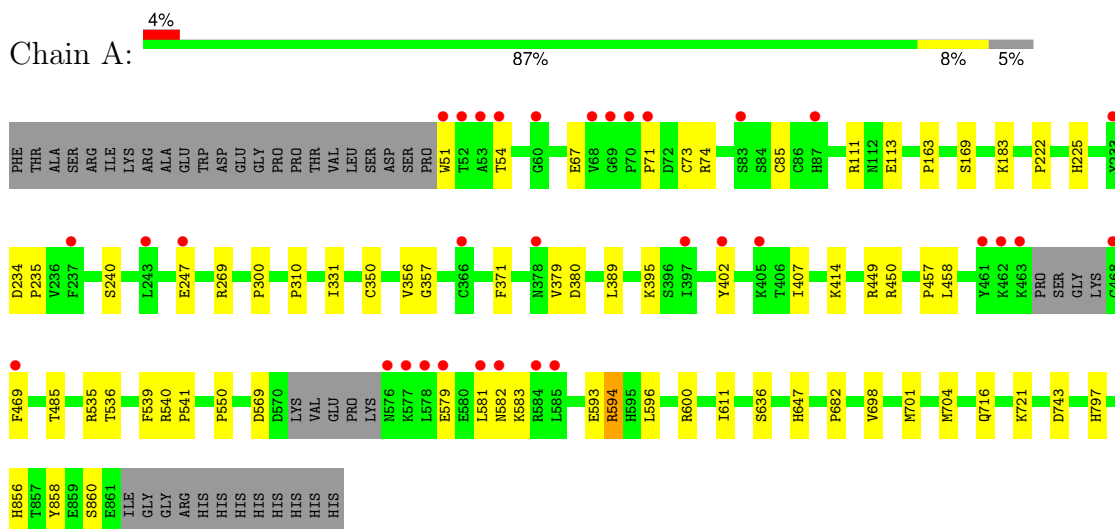 4%
Chain A:
87% 8% 5%
PHE THR ALA SER ARG ILE LYS ARG ALA GLU TRP ASP GLU GLY PRO PRO THR VAL LEU SER ASP SER PRO W51 T52 A53 T54 G60 E67 V68 G69 P70 P71 D72 C73 R74 S83 S84 C85 C86 H87 R111 N112 E113 P163 S169 K183 P222 H225 Y233
D234 P235 V236 F237 S240 L243 E247 R269 P300 P310 I331 C350 V356 G357 C366 F371 N378 V379 D380 L389 K395 S396 I397 Y402 K405 T406 I407 K414 R449 R450 P457 L458 Y461 K462 K463 PRO SER GLY LYS C468
F469 T485 R535 T536 F539 R540 P541 P550 D569 D570 LYS VAL GLU PRO LYS N576 K577 L578 E579 E580 L581 N582 K583 R584 L585 E593 R594 H595 L596 R600 I611 S636 H647 P682 V698 M701 M704 Q716 K721 D743 H797
H856 T857 Y858 E859 S860 E861 ILE GLY GLY ARG HIS HIS HIS HIS HIS HIS HIS